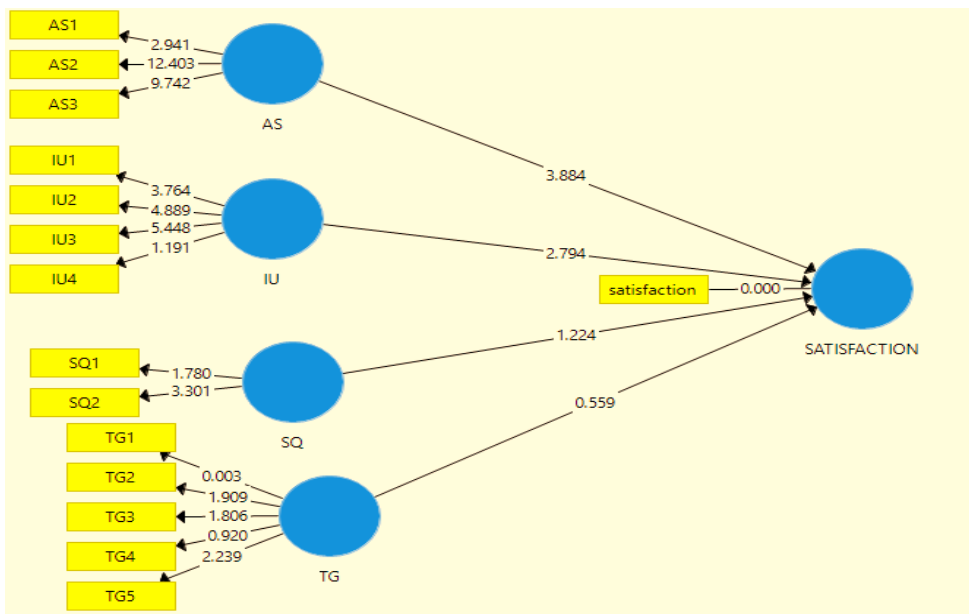 AS1
2.941
AS2
12.403
AS3
9.742
AS
3.884
IU1
3.764
IU2
4.889
IU3
5.448
IU4
1.191
IU
2.794
satisfaction
0.000
SATISFACTION
SQ1
1.780
SQ2
3.301
SQ
1.224
TG1
0.003
TG2
1.909
TG3
1.806
TG4
0.920
TG5
2.239
TG
0.559